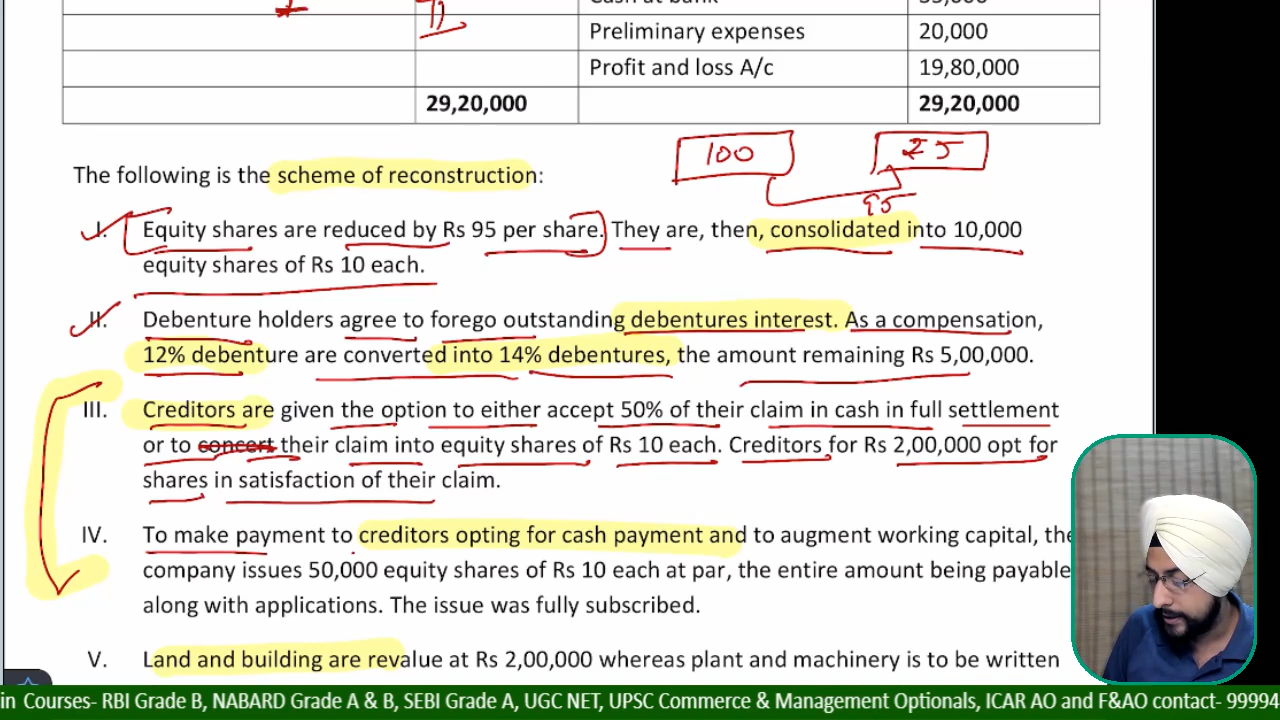 Cash at bank
Preliminary expenses 20,000
Profit and loss A/c 19,80,000
29,20,000 29,20,000
100 25
95
The following is the scheme of reconstruction:
I. Equity shares are reduced by Rs 95 per share. They are, then, consolidated into 10,000
equity shares of Rs 10 each.
II. Debenture holders agree to forego outstanding debentures interest. As a compensation,
12% debenture are converted into 14% debentures, the amount remaining Rs 5,00,000.
III. Creditors are given the option to either accept 50% of their claim in cash in full settlement
or to concert their claim into equity shares of Rs 10 each. Creditors for Rs 2,00,000 opt for
shares in satisfaction of their claim.
IV. To make payment to creditors opting for cash payment and to augment working capital, the
company issues 50,000 equity shares of Rs 10 each at par, the entire amount being payable
along with applications. The issue was fully subscribed.
V. Land and building are revalue at Rs 2,00,000 whereas plant and machinery is to be written
in Courses- RBI Grade B, NABARD Grade A & B, SEBI Grade A, UGC NET, UPSC Commerce & Management Optionals, ICAR AO and F&AO contact- 99994